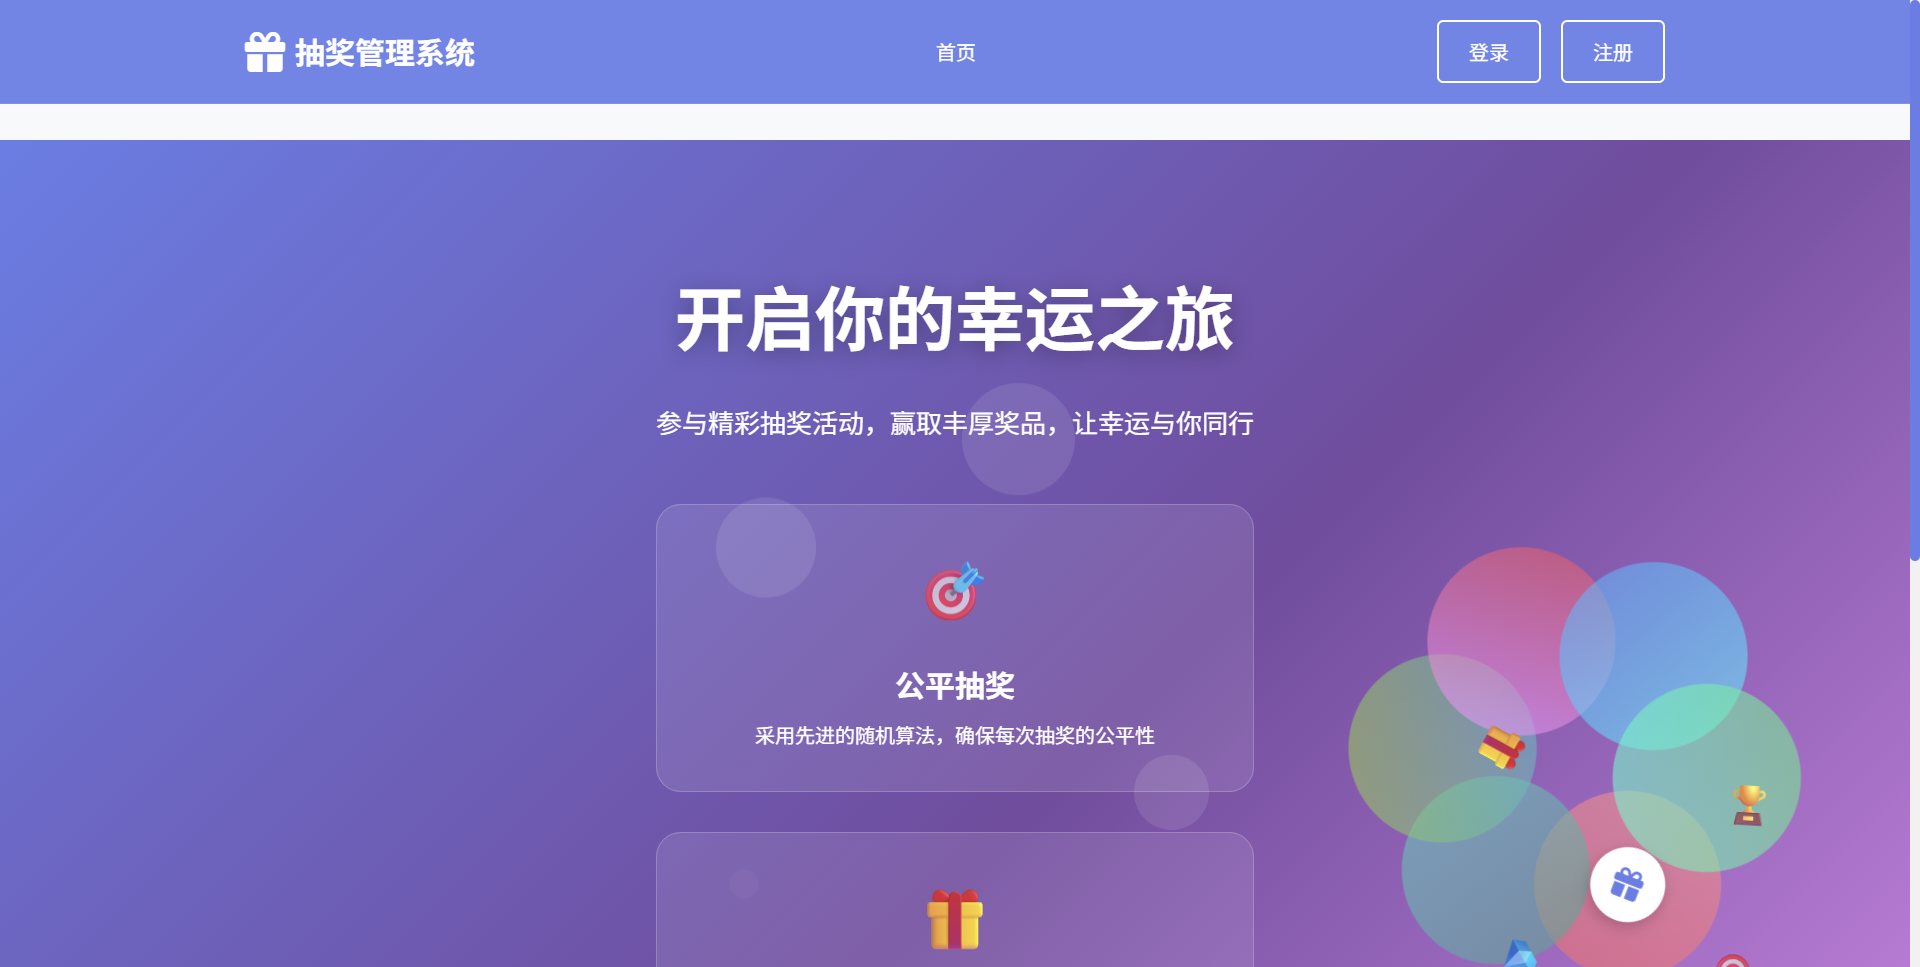 抽奖管理系统
首页
登录
注册
开启你的幸运之旅
参与精彩抽奖活动，赢取丰厚奖品，让幸运与你同行
公平抽奖
采用先进的随机算法，确保每次抽奖的公平性